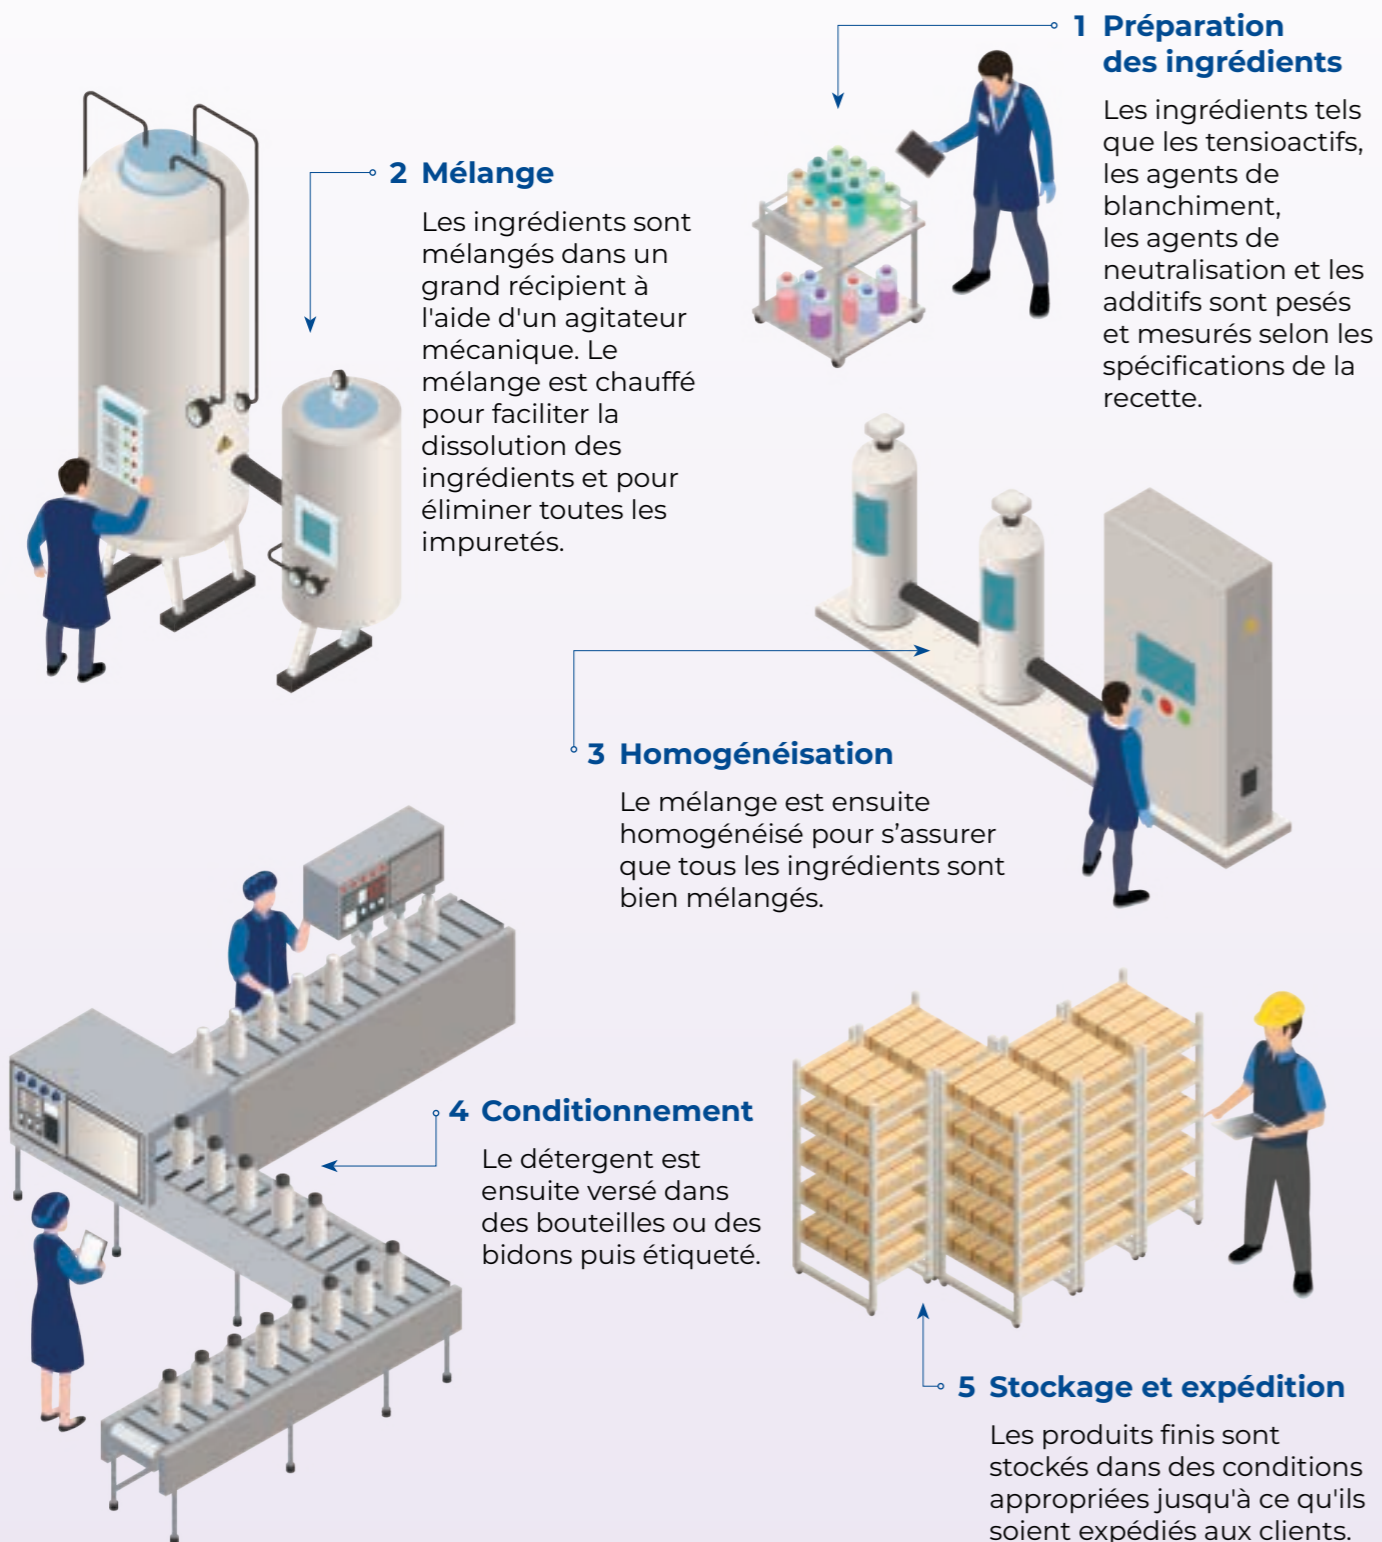 1 Préparation
des ingrédients
Les ingrédients tels
que les tensioactifs,
les agents de
blanchiment,
les agents de
neutralisation et les
additifs sont pesés
et mesurés selon les
spécifications de la
recette.
2 Mélange
Les ingrédients sont
mélangés dans un
grand récipient à
l'aide d'un agitateur
mécanique. Le
mélange est chauffé
pour faciliter la
dissolution des
ingrédients et pour
éliminer toutes les
impuretés.
3 Homogénéisation
Le mélange est ensuite
homogénéisé pour s’assurer
que tous les ingrédients sont
bien mélangés.
4 Conditionnement
Le détergent est
ensuite versé dans
des bouteilles ou des
bidons puis étiqueté.
5 Stockage et expédition
Les produits finis sont
stockés dans des conditions
appropriées jusqu'à ce qu'ils
soient expédiés aux clients.